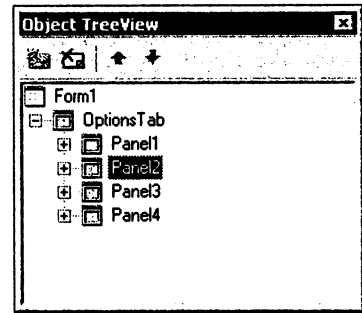 Object TreeView
Form1
OptionsTab
Panel1
Panel2
Panel3
Panel4